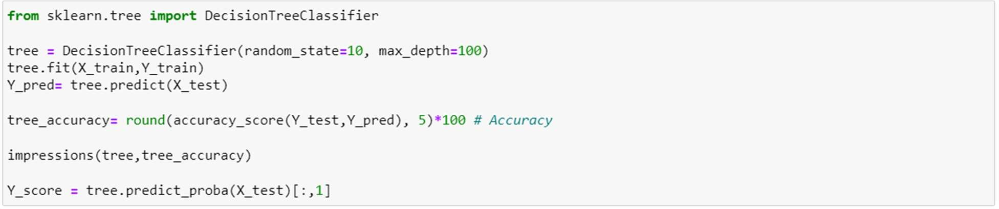 from sklearn.tree import DecisionTreeClassifier
tree = DecisionTreeClassifier(random_state=10, max_depth=100)
tree.fit(X_train,Y_train)
Y_pred= tree.predict(X_test)
tree_accuracy= round(accuracy_score(Y_test,Y_pred), 5)*100 # Accuracy
impressions(tree,tree_accuracy)
Y_score = tree.predict_proba(X_test)[:,1]